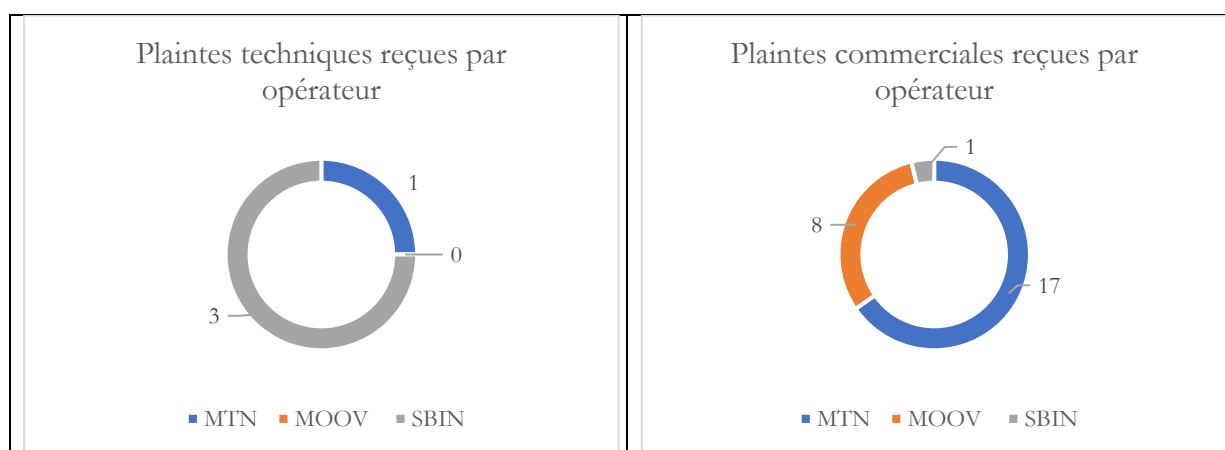 Plaintes techniques reçues par
opérateur
1
0
3
MTN MOOV SBIN
Plaintes commerciales reçues par
opérateur
1
8
17
MTN MOOV SBIN